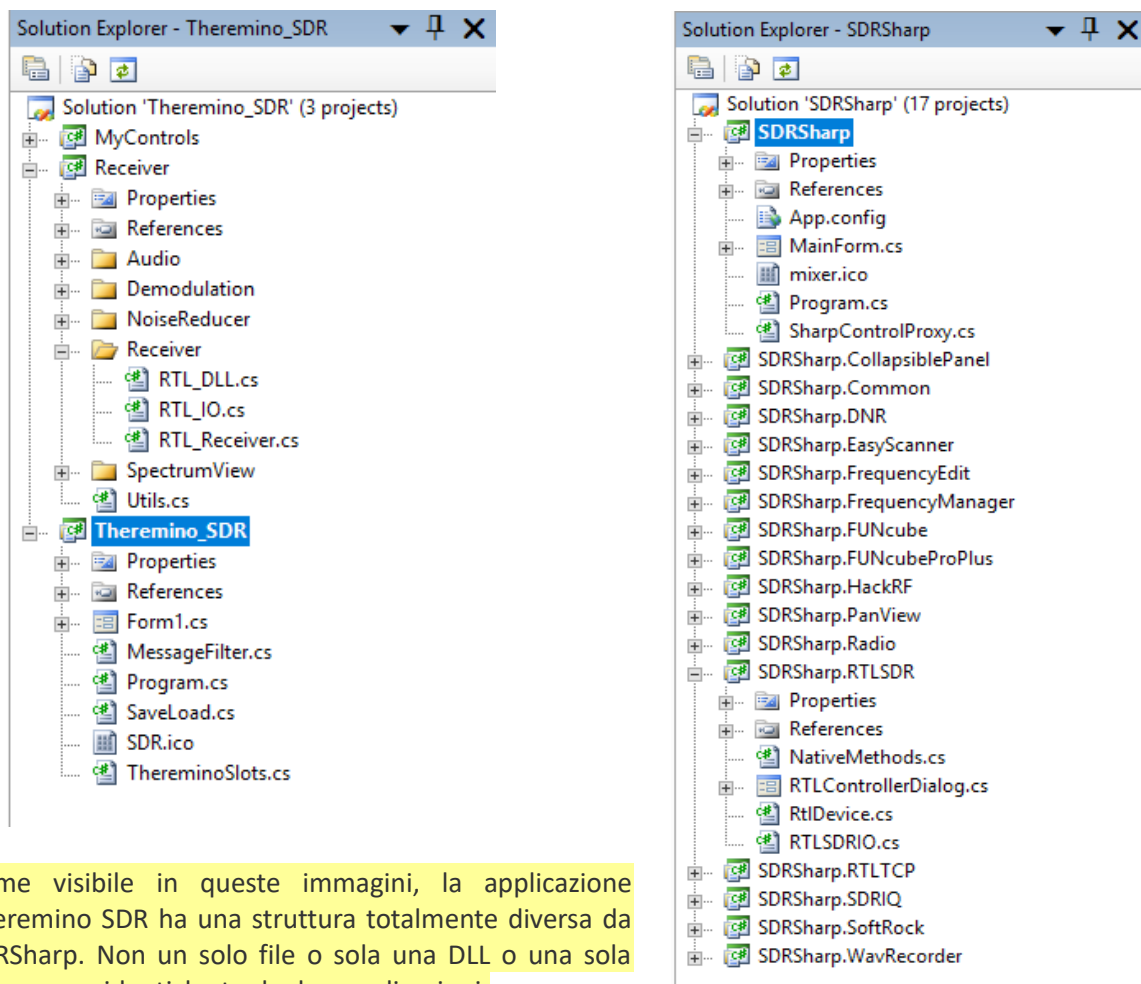 Solution Explorer - Theremino_SDR
Solution 'Theremino_SDR' (3 projects)
MyControls
Receiver
Properties
References
Audio
Demodulation
NoiseReducer
Receiver
RTL_DLL.cs
RTL_IO.cs
RTL_Receiver.cs
SpectrumView
Utils.cs
Theremino_SDR
Properties
References
Form1.cs
MessageFilter.cs
Program.cs
SaveLoad.cs
SDR.ico
ThereminoSlots.cs
me visibile in queste immagini, la applicazione
eremino SDR ha una struttura totalmente diversa da
RSharp. Non un solo file o sola una DLL o una sola
Solution Explorer - SDRSharp
Solution 'SDRSharp' (17 projects)
SDRSharp
Properties
References
App.config
MainForm.cs
mixer.ico
Program.cs
SharpControlProxy.cs
SDRSharp.CollapsiblePanel
SDRSharp.Common
SDRSharp.DNR
SDRSharp.EasyScanner
SDRSharp.FrequencyEdit
SDRSharp.FrequencyManager
SDRSharp.FUNcube
SDRSharp.FUNcubeProPlus
SDRSharp.HackRF
SDRSharp.PanView
SDRSharp.Radio
SDRSharp.RTLSDR
Properties
References
NativeMethods.cs
RTLControllerDialog.cs
RtlDevice.cs
RTLSDRIO.cs
SDRSharp.RTLTCP
SDRSharp.SDRIQ
SDRSharp.SoftRock
SDRSharp.WavRecorder